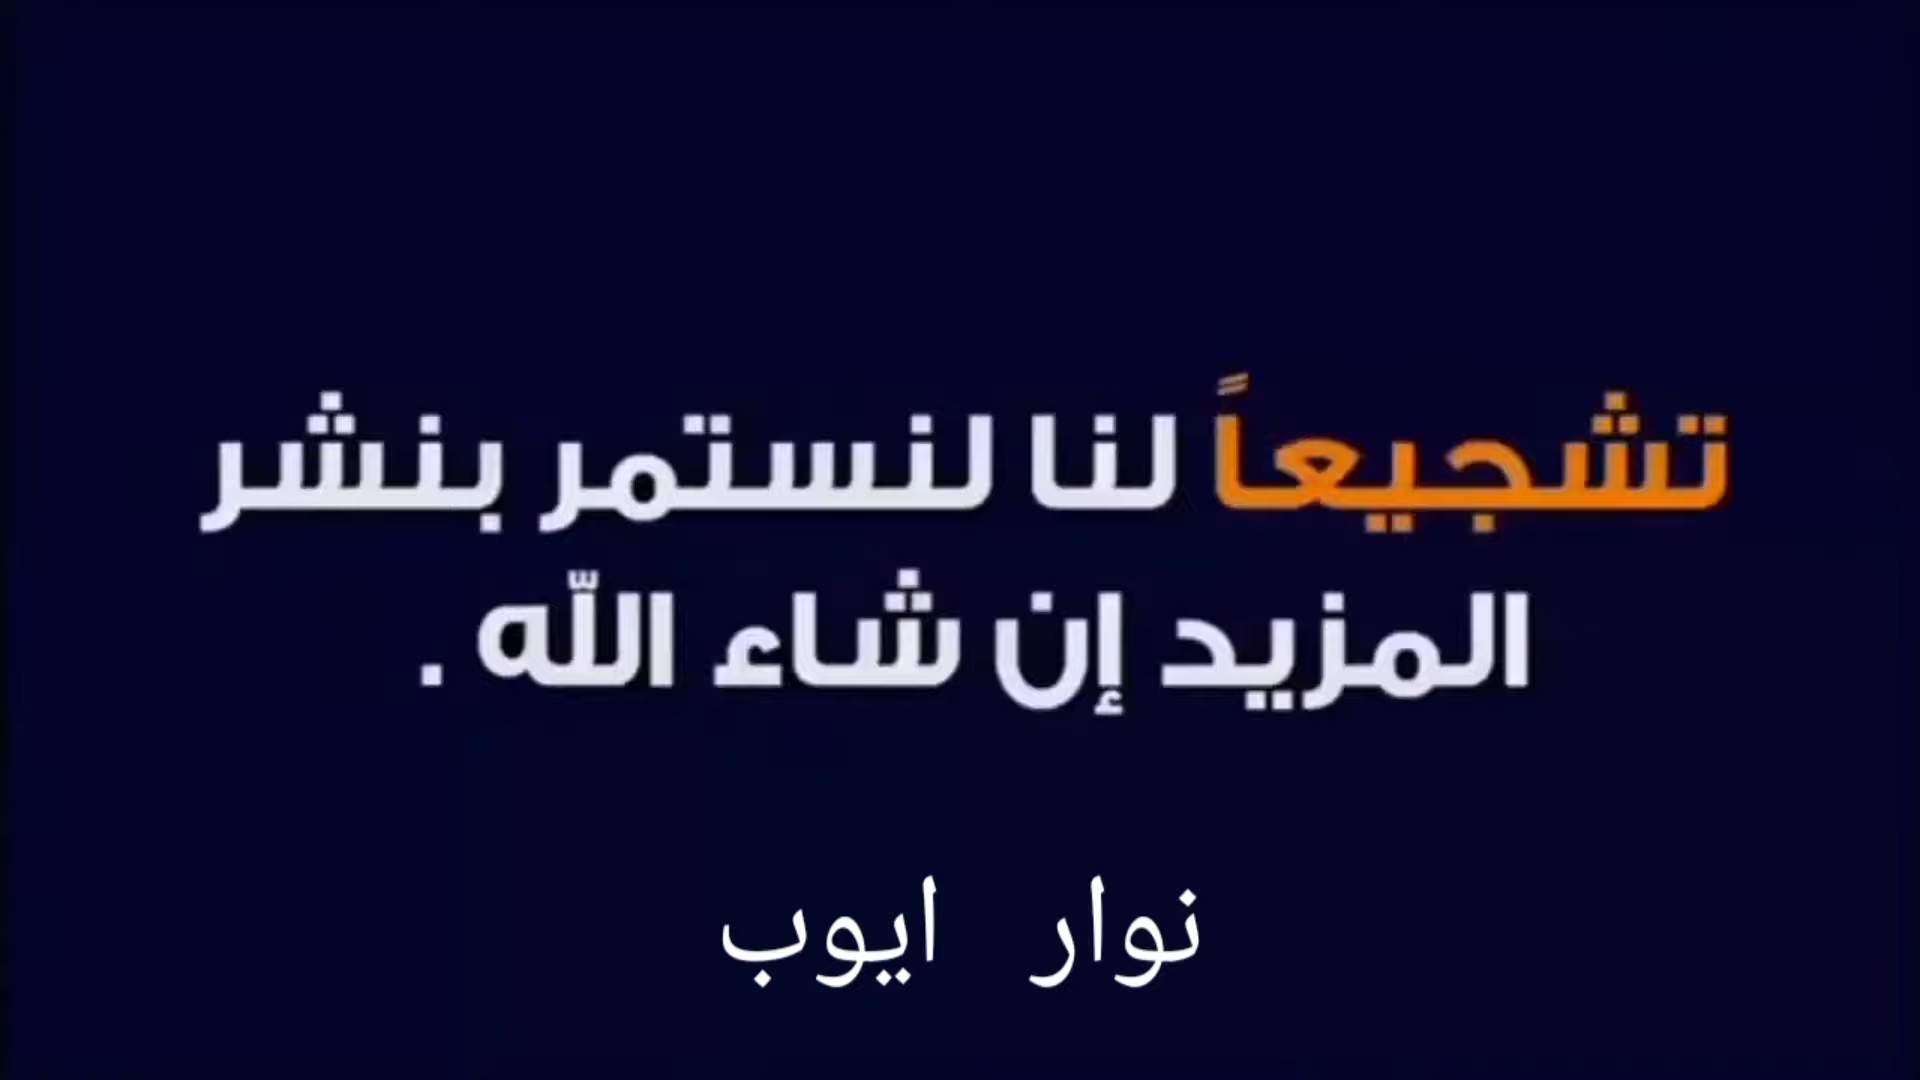 تشجيعاً لنا لنستمر بنشر
المزيد إن شاء اللّه .
نوار ايوب